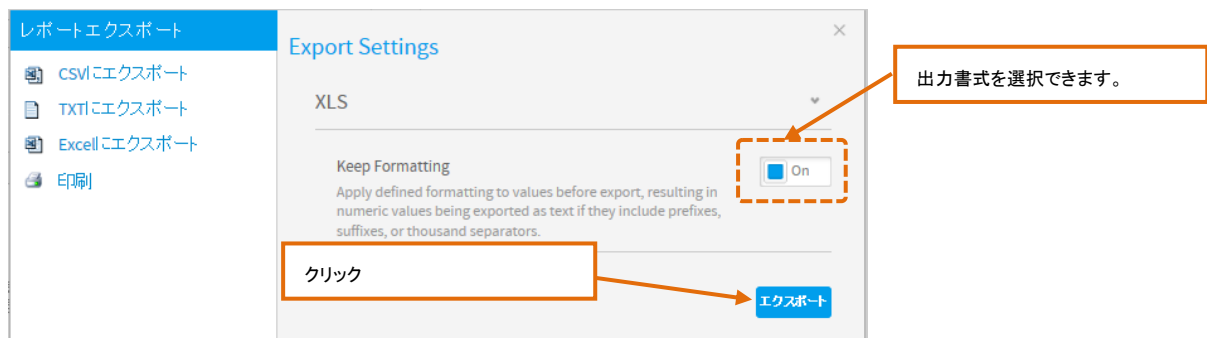 レポートエクスポート
CSVにエクスポート
TXTにエクスポート
Excelにエクスポート
印刷
Export Settings
XLS
Keep Formatting
On
Apply defined formatting to values before export, resulting in
numeric values being exported as text if they include prefixes,
suffixes, or thousand separators.
クリック
エクスポート
出力書式を選択できます。